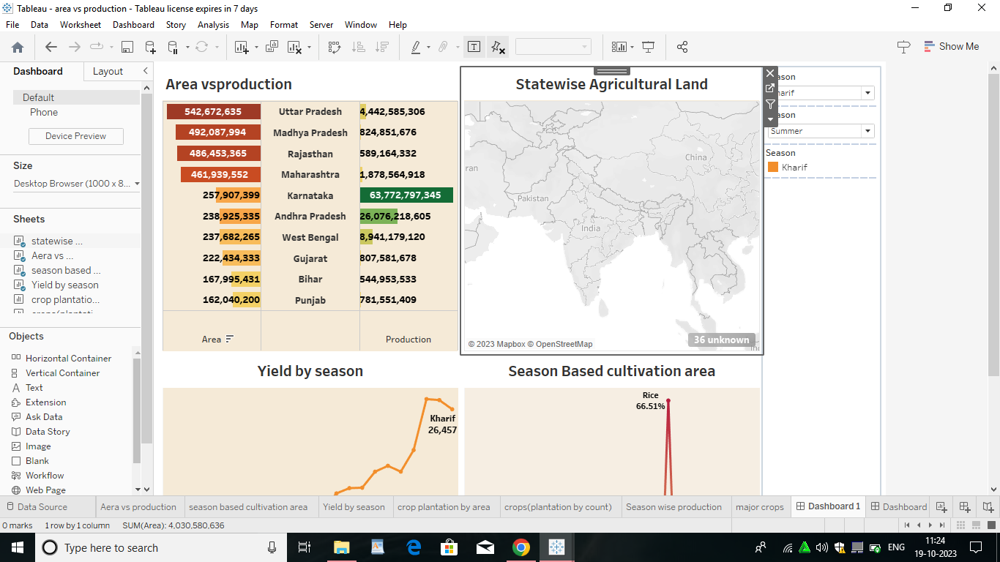 Tableau - area vs production - Tableau license expires in 7 days
File Data Worksheet Dashboard Story Analysis Map Format Server Window Help
Show Me
Dashboard Layout
Default
Phone
Device Preview
Size
Desktop Browser (1000 x 8...
Sheets
statewise ...
Aera vs ...
season based ...
Yield by season
crop plantatio...
Objects
Horizontal Container
Vertical Container
Text
Extension
Ask Data
Data Story
Image
Blank
Workflow
Web Page
Area vsproduction
542,672,635 Uttar Pradesh 4,442,585,306
492,087,994 Madhya Pradesh 824,851,676
486,453,365 Rajasthan 589,164,332
461,939,552 Maharashtra 1,878,564,918
257,907,399 Karnataka 63,772,797,345
238,925,335 Andhra Pradesh 26,076,218,605
237,682,265 West Bengal 8,941,179,120
222,434,333 Gujarat 807,581,678
167,995,431 Bihar 544,953,533
162,040,200 Punjab 781,551,409
Area Production
Statewise Agricultural Land
China
ran
Pakistan
India
36 unknown
© 2023 Mapbox © OpenStreetMap
ason
harif
ason
Summer
Season
Kharif
Yield by season
Kharif
26,457
Season Based cultivation area
Rice
66.51%
Data Source Aera vs production season based cultivation area Yield by season crop plantation by area crops(plantation by count) Season wise production major crops Dashboard 1 Dashboard
0 marks 1 row by 1 column SUM(Area): 4,030,580,636
Type here to search
ENG
11:24
19-10-2023